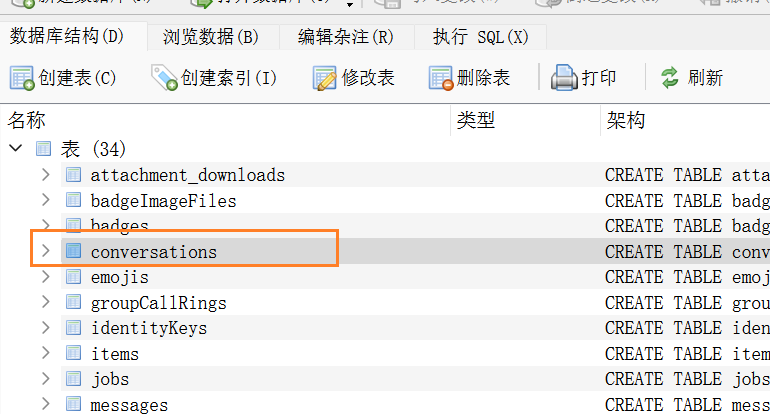 数据库结构(D) 浏览数据(B) 编辑杂注(R) 执行 SQL(X)
创建表(C) 创建索引(I) 修改表 删除表 打印 刷新
名称 类型 架构
表 (34)
attachment_downloads CREATE TABLE atta
badgeImageFiles CREATE TABLE badg
badges CREATE TABLE badg
conversations CREATE TABLE conv
emojis CREATE TABLE emoj
groupCallRings CREATE TABLE grou
identityKeys CREATE TABLE iden
items CREATE TABLE item
jobs CREATE TABLE jobs
messages CREATE TABLE mess